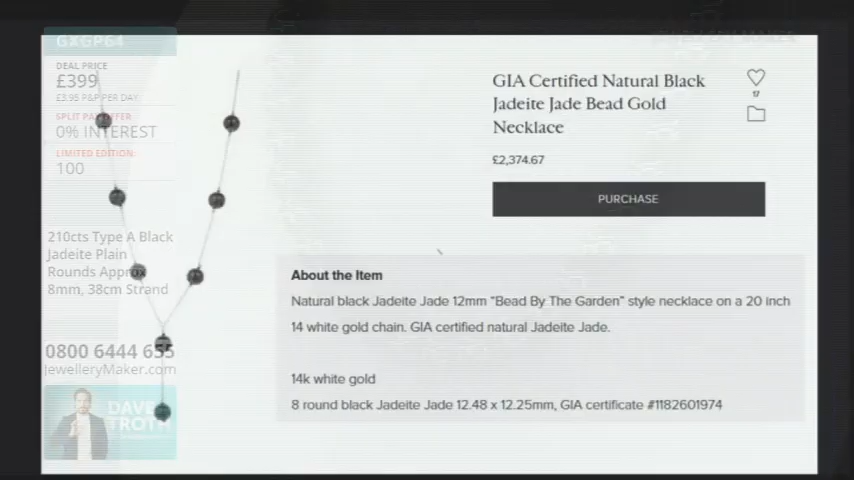 GXGP64
DEAL PRICE
£399
£3.95 P&P PER DAY
SPLIT PAY OFFER
0% INTEREST
LIMITED EDITION:
100
210cts Type A Black
Jadeite Plain
Rounds Approx
8mm, 38cm Strand
0800 6444 655
JewelleryMaker.com
DAVE
TROTH
GIA Certified Natural Black
Jadeite Jade Bead Gold
Necklace
17
£2,374.67
PURCHASE
About the Item
Natural black Jadeite Jade 12mm "Bead By The Garden" style necklace on a 20 inch
14 white gold chain. GIA certified natural Jadeite Jade.
14k white gold
8 round black Jadeite Jade 12.48 x 12.25mm, GIA certificate #1182601974